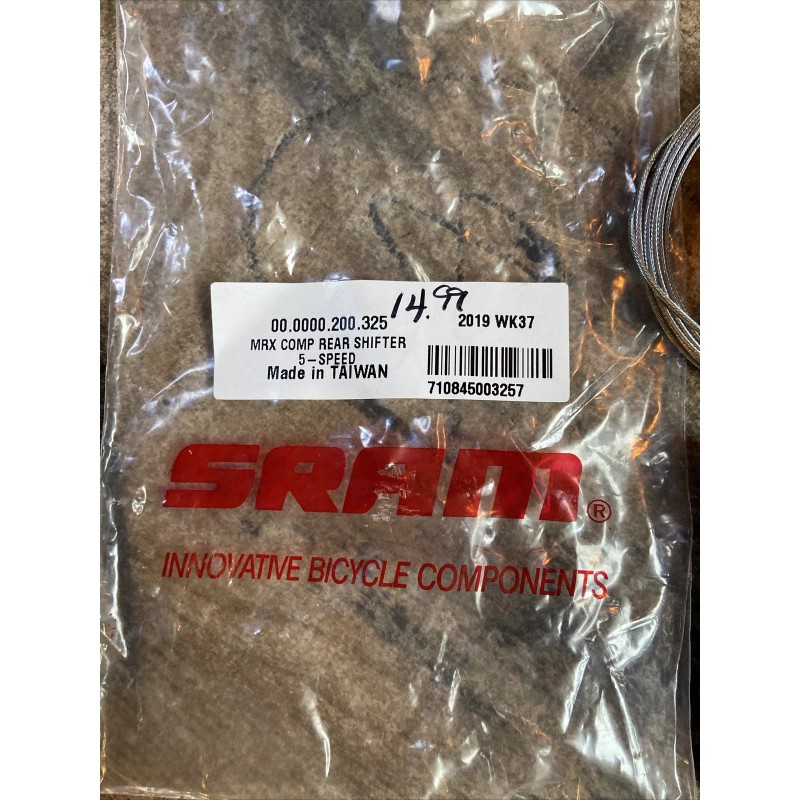 14.99
00.0000.200.325 2019 WK37
MRX COMP REAR SHIFTER
5-SPEED
Made in TAIWAN
710845003257
SRAM®
INNOVATIVE BICYCLE COMPONENTS